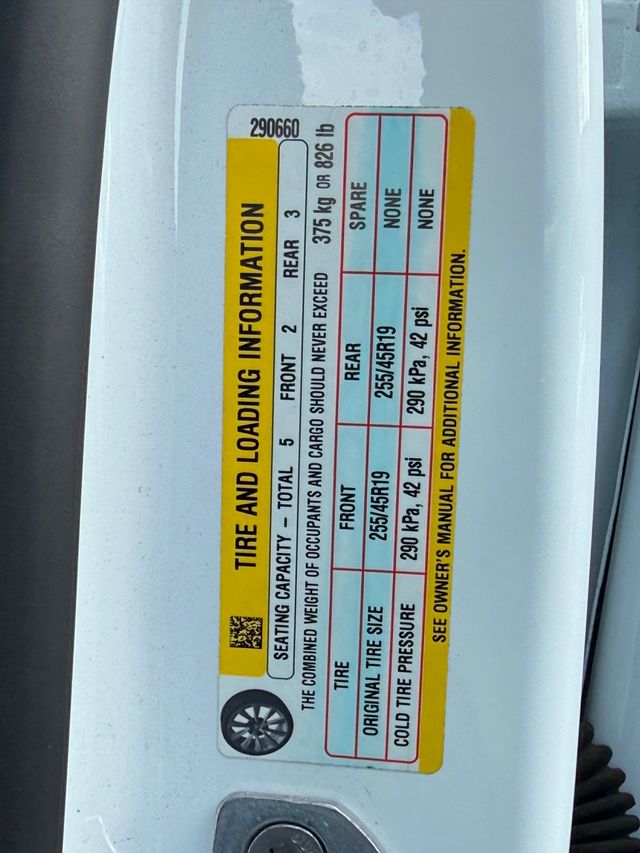 290660
TIRE AND LOADING INFORMATION
SEATING CAPACITY – TOTAL 5 FRONT 2 REAR 3
THE COMBINED WEIGHT OF OCCUPANTS AND CARGO SHOULD NEVER EXCEED 375 kg OR 826 lb
TIRE FRONT REAR SPARE
ORIGINAL TIRE SIZE 255/45R19 255/45R19 NONE
COLD TIRE PRESSURE 290 kPa, 42 psi 290 kPa, 42 psi NONE
SEE OWNER'S MANUAL FOR ADDITIONAL INFORMATION.